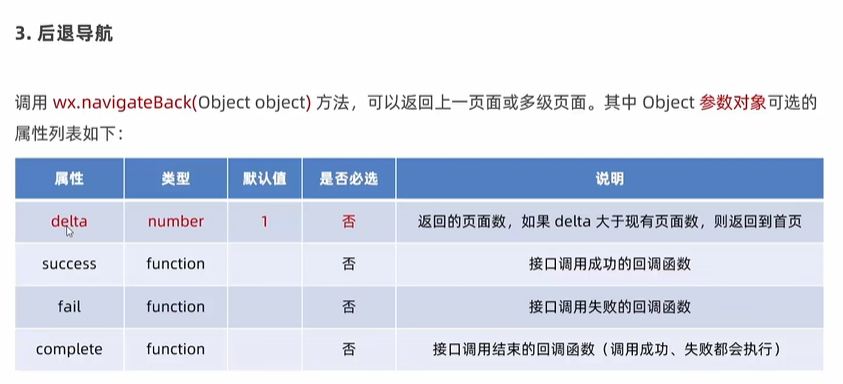 3. 后退导航
调用 wx.navigateBack(Object object) 方法，可以返回上一页面或多级页面。其中 Object 参数对象可选的
属性列表如下：
属性 类型 默认值 是否必选 说明
delta number 1 否 返回的页面数，如果 delta 大于现有页面数，则返回到首页
success function 否 接口调用成功的回调函数
fail function 否 接口调用失败的回调函数
complete function 否 接口调用结束的回调函数（调用成功、失败都会执行）